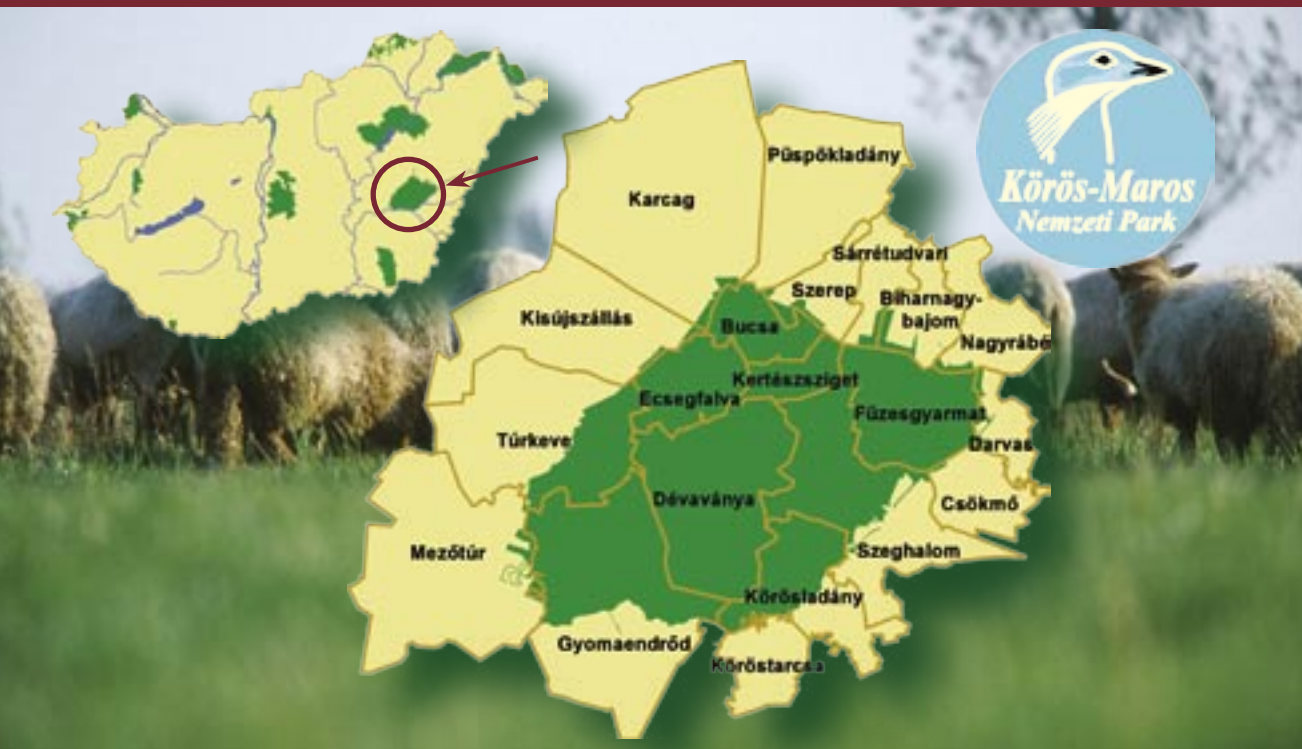 Körös-Maros
Nemzeti Park
Püspökladány
Karcag
Sárrétudvari
Szerep
Biharnagy-
bajom
Kisújszállás
Bucsa
Nagyrábé
Kertészsziget
Ecsegfalva
Füzesgyarmat
Túrkeve
Darvas
Dévaványa
Csökmő
Mezőtúr
Szeghalom
Körösladány
Gyomaendrőd
Köröstarcsa